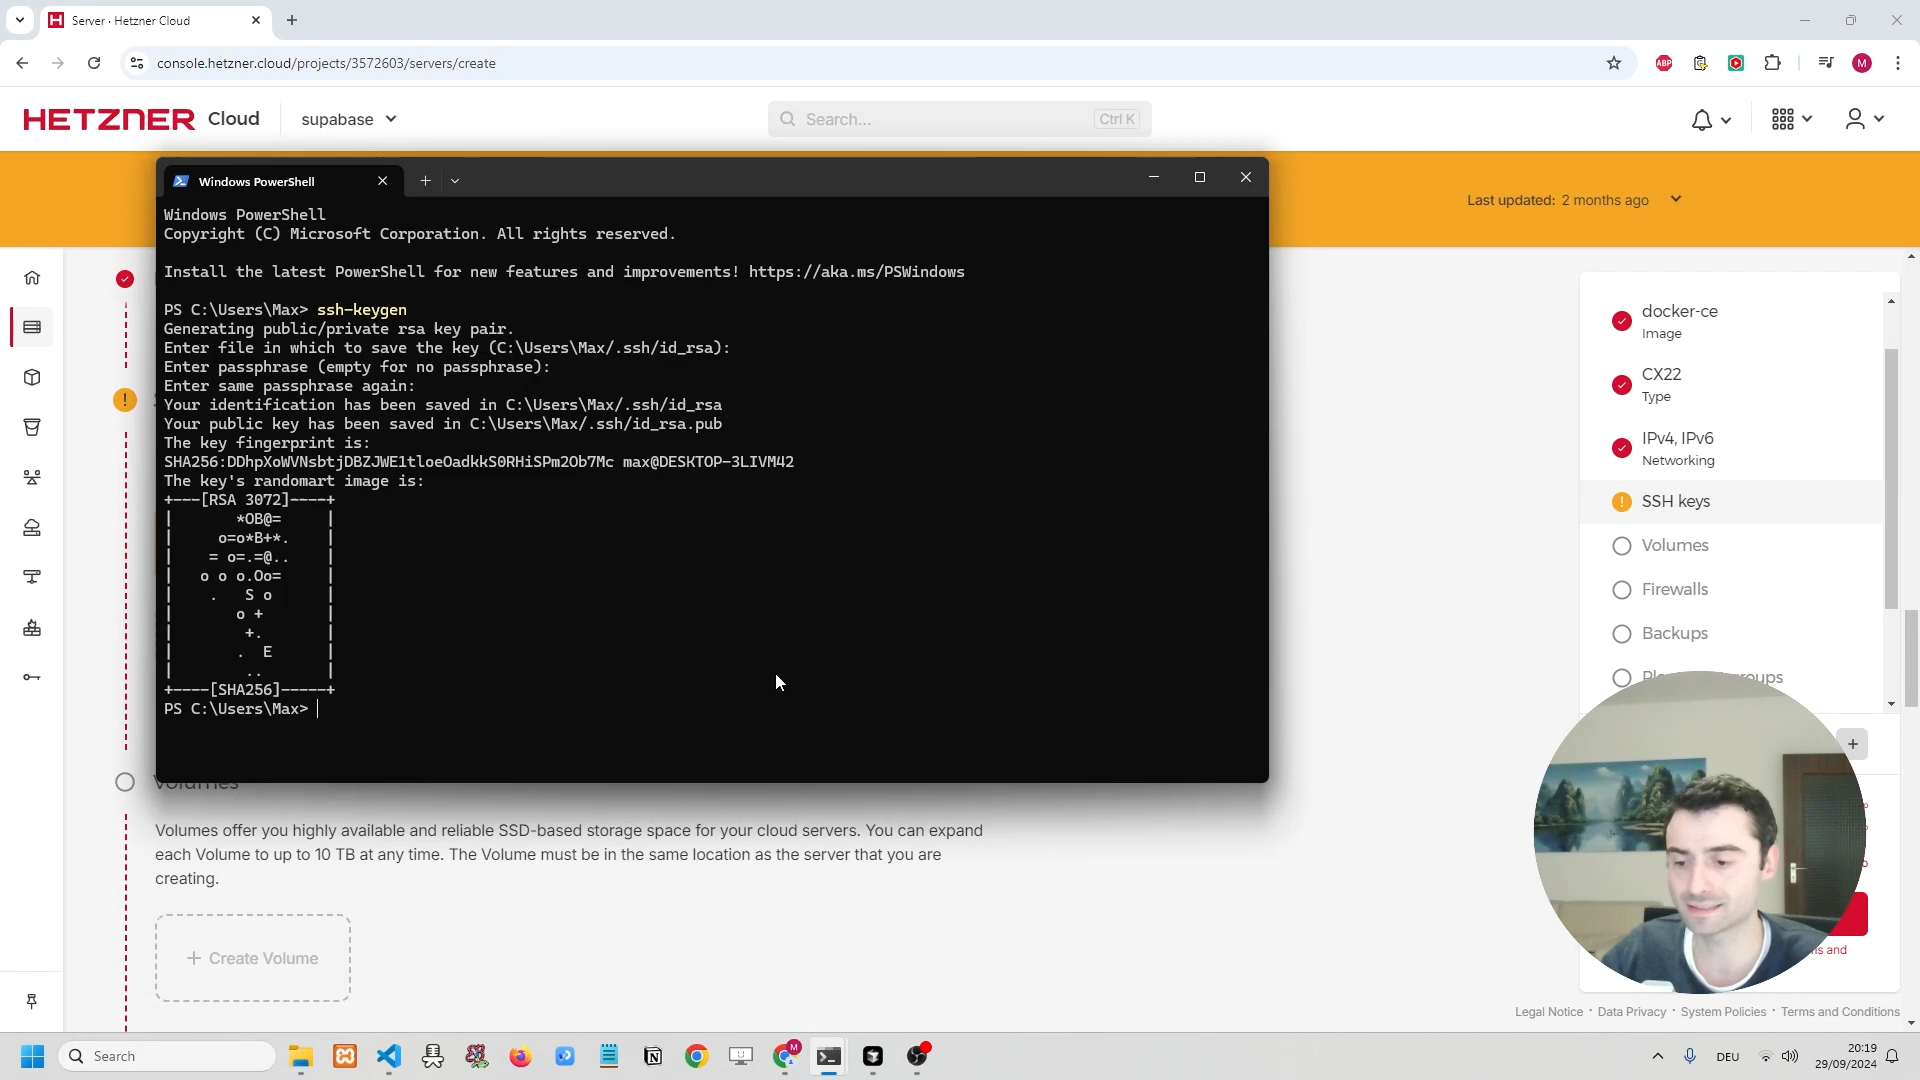 Server · Hetzner Cloud
console.hetzner.cloud/projects/3572603/servers/create
ABP
M
HETZNER Cloud
supabase
Search...
Ctrl K
Last updated: 2 months ago
Windows PowerShell
Windows PowerShell
Copyright (C) Microsoft Corporation. All rights reserved.
Install the latest PowerShell for new features and improvements! https://aka.ms/PSWindows
PS C:\Users\Max> ssh-keygen
Generating public/private rsa key pair.
Enter file in which to save the key (C:\Users\Max/.ssh/id_rsa):
Enter passphrase (empty for no passphrase):
Enter same passphrase again:
Your identification has been saved in C:\Users\Max/.ssh/id_rsa
Your public key has been saved in C:\Users\Max/.ssh/id_rsa.pub
The key fingerprint is:
SHA256:DDhpXoWVNsbtjDBZJWE1tloeOadkkS0RHiSPm2Ob7Mc max@DESKTOP-3LIVM42
The key's randomart image is:
+---[RSA 3072]----+
|       *OB@=     |
|     o=o*B+*.    |
|    = o=.=@..    |
|   o o o.Oo=     |
|    .   S o      |
|       o +       |
|        +.       |
|       .  E      |
|        ..       |
+----[SHA256]-----+
PS C:\Users\Max>
docker-ce
Image
CX22
Type
IPv4, IPv6
Networking
SSH keys
Volumes
Firewalls
Backups
Volumes
Volumes offer you highly available and reliable SSD-based storage space for your cloud servers. You can expand
each Volume to up to 10 TB at any time. The Volume must be in the same location as the server that you are
creating.
+ Create Volume
and
Legal Notice · Data Privacy · System Policies · Terms and Conditions
Search
M
DEU
20:19
29/09/2024